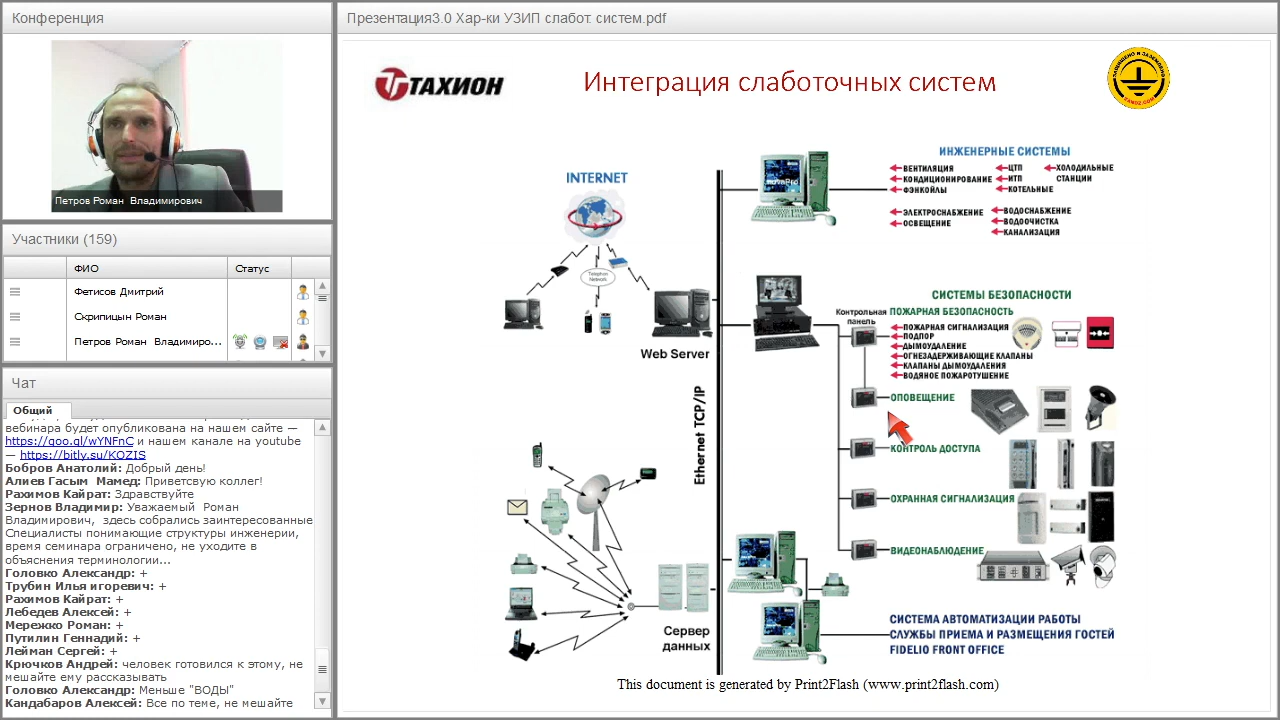 Конференция
Петров Роман Владимирович
Участники (159)
ФИО
Статус
Фетисов Дмитрий
Скрипицын Роман
Петров Роман Владимиро...
Чат
Общий
вебинара будет опубликована на нашем сайте —
https://goo.gl/wYNFnC и нашем канале на youtube
— https://bitly.su/KOZIS
Бобров Анатолий: Добрый день!
Алиев Гасым Мамед: Приветсвую коллег!
Рахимов Кайрат: Здравствуйте
Зернов Владимир: Уважаемый Роман
Владимирович, здесь собрались заинтересованные
Специалисты понимающие структуры инженерии,
время семинара ограничено, не уходите в
объяснения терминологии...
Головко Александр: +
Трубин Илья игоревич: +
Рахимов Кайрат: +
Лебедев Алексей: +
Мережко Роман: +
Путилин Геннадий: +
Лейман Сергей: +
Крючков Андрей: человек готовился к этому, не
мешайте ему рассказывать
Головко Александр: Меньше "ВОДЫ"
Кандабаров Алексей: Все по теме, не мешайте
Презентация3.0 Хар-ки УЗИП слабот. систем.pdf
ТАХИОН
Интеграция слаботочных систем
INTERNET
Telephon
Network
Web Server
Ethernet TCP/IP
Сервер
данных
ИНЖЕНЕРНЫЕ СИСТЕМЫ
ВЕНТИЛЯЦИЯ
КОНДИЦИОНИРОВАНИЕ
ФЭНКОЙЛЫ
ЦТП
ИТП
КОТЕЛЬНЫЕ
ХОЛОДИЛЬНЫЕ
СТАНЦИИ
ЭЛЕКТРОСНАБЖЕНИЕ
ОСВЕЩЕНИЕ
ВОДОСНАБЖЕНИЕ
ВОДООЧИСТКА
КАНАЛИЗАЦИЯ
СИСТЕМЫ БЕЗОПАСНОСТИ
Контрольная
панель
ПОЖАРНАЯ БЕЗОПАСНОСТЬ
ПОЖАРНАЯ СИГНАЛИЗАЦИЯ
ПОДПОР
ДЫМОУДАЛЕНИЕ
ОГНЕЗАДЕРЖИВАЮЩИЕ КЛАПАНЫ
КЛАПАНЫ ДЫМОУДАЛЕНИЯ
ВОДЯНОЕ ПОЖАРОТУШЕНИЕ
ОПОВЕЩЕНИЕ
КОНТРОЛЬ ДОСТУПА
ОХРАННАЯ СИГНАЛИЗАЦИЯ
ВИДЕОНАБЛЮДЕНИЕ
СИСТЕМА АВТОМАТИЗАЦИИ РАБОТЫ
СЛУЖБЫ ПРИЕМА И РАЗМЕЩЕНИЯ ГОСТЕЙ
FIDELIO FRONT OFFICE
This document is generated by Print2Flash (www.print2flash.com)